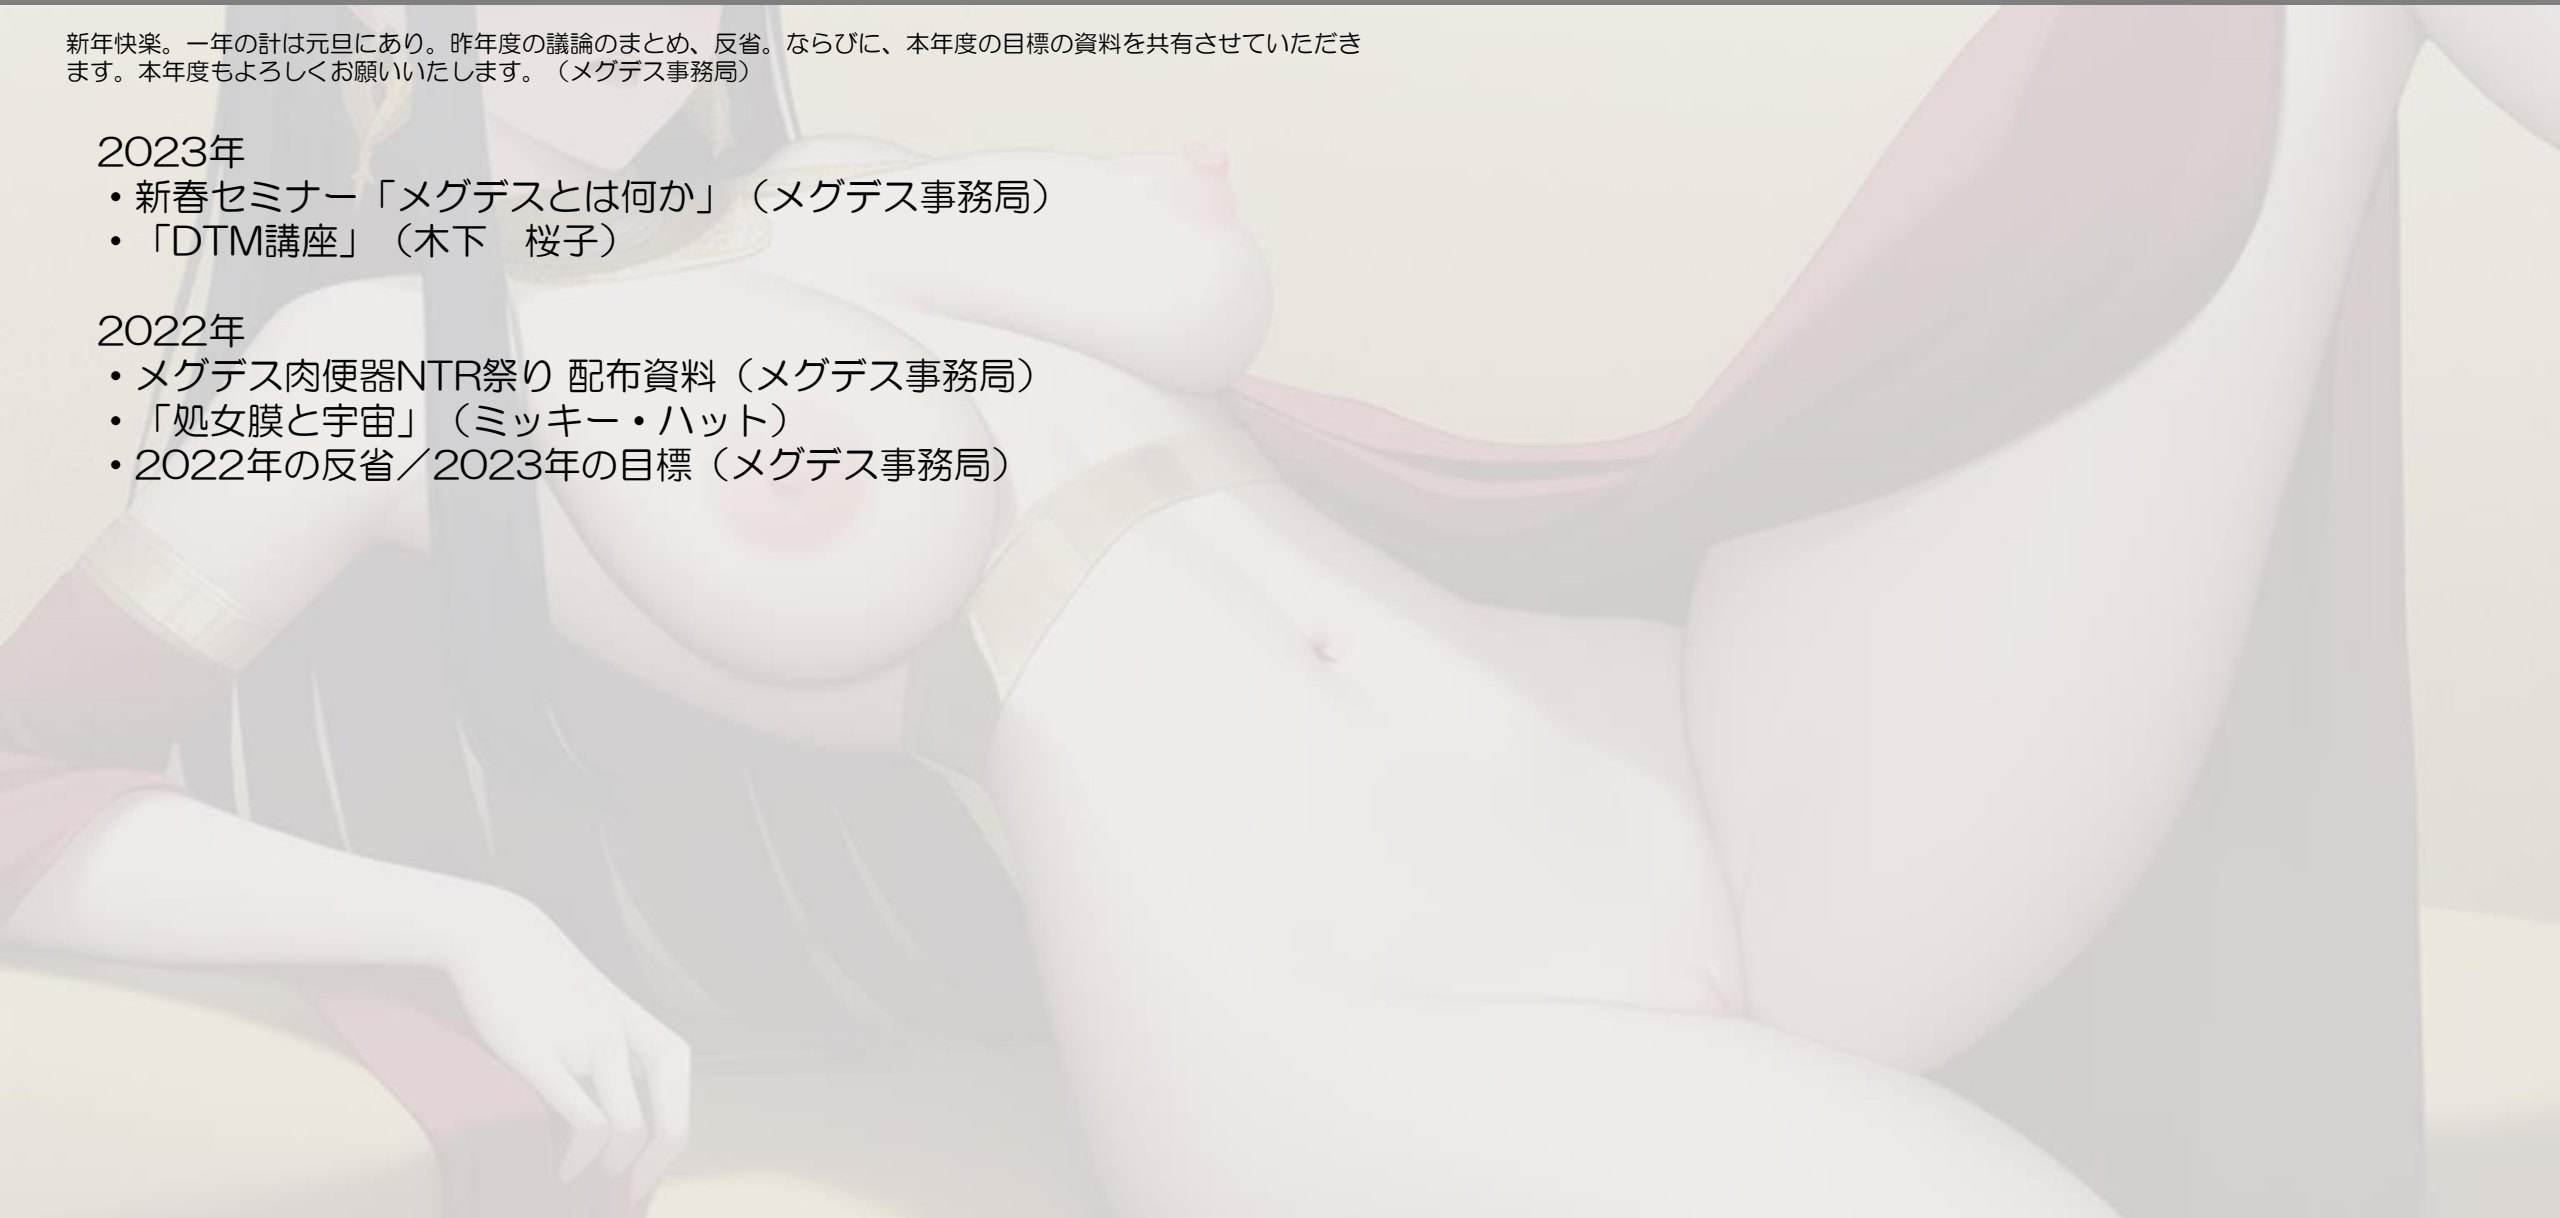 新年快楽。一年の計は元旦にあり。昨年度の議論のまとめ、反省。ならびに、本年度の目標の資料を共有させていただき
ます。本年度もよろしくお願いいたします。（メグデス事務局）
2023年
・新春セミナー「メグデスとは何か」（メグデス事務局）
・「DTM講座」（木下　桜子）
2022年
・メグデス肉便器NTR祭り 配布資料（メグデス事務局）
・「処女膜と宇宙」（ミッキー・ハット）
・2022年の反省／2023年の目標（メグデス事務局）